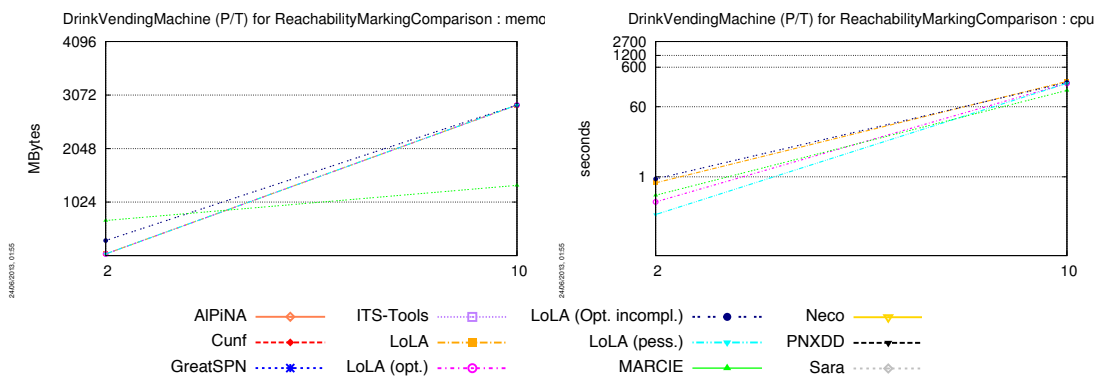 DrinkVendingMachine (P/T) for ReachabilityMarkingComparison : memo
4096
3072
2048
1024
MBytes
2
10
24/06/2013, 01:55
DrinkVendingMachine (P/T) for ReachabilityMarkingComparison : cpu
2700
1200
600
60
1
seconds
2
10
24/06/2013, 01:55
AlPiNA
ITS-Tools
LoLA (Opt. incompl.)
Neco
Cunf
LoLA
LoLA (pess.)
PNXDD
GreatSPN
LoLA (opt.)
MARCIE
Sara